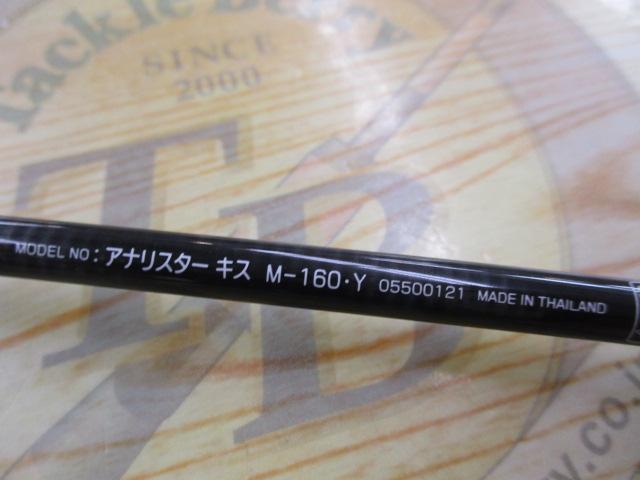 Tackle Berry
SINCE
2000
TB
MODEL NO: アナリスター キス M-160・Y 05500121 MADE IN THAILAND